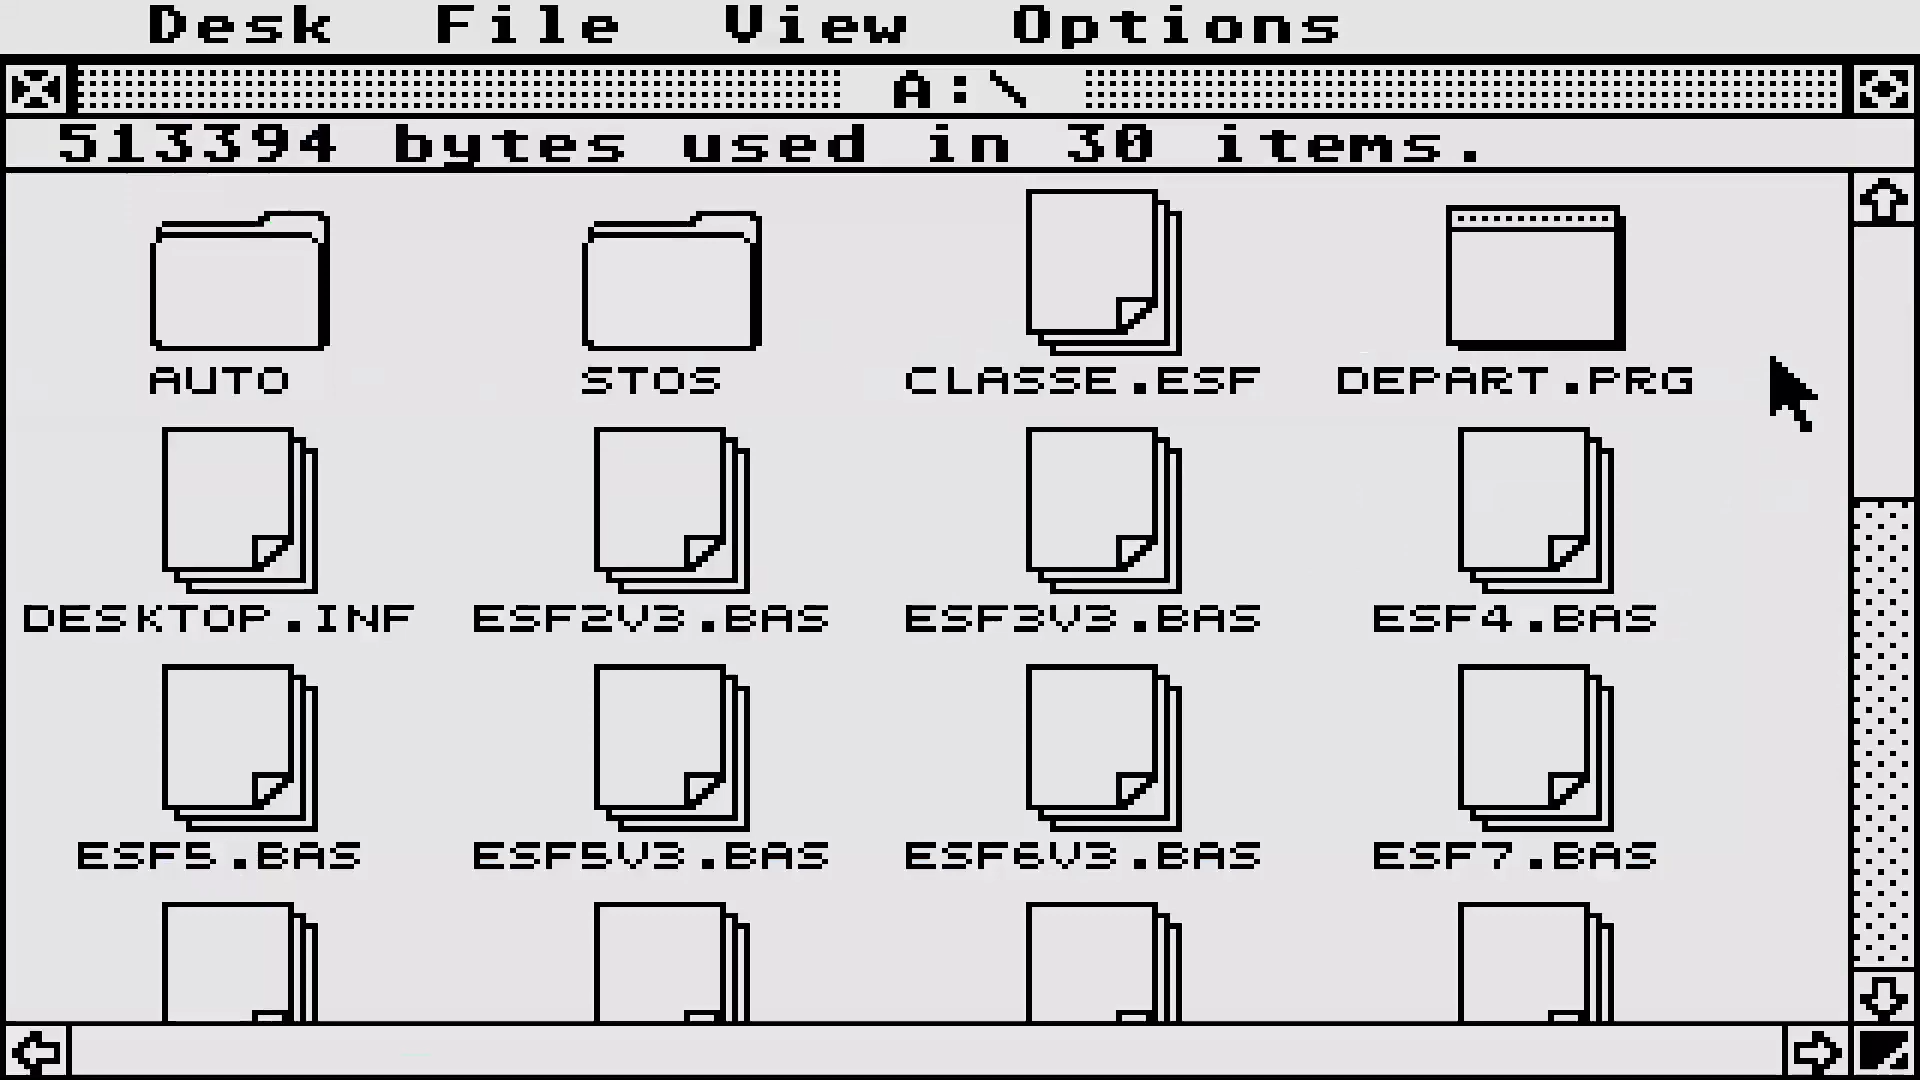 Desk File View Options
A:\
513394 bytes used in 30 items.
AUTO STOS CLASSE.ESF DEPART.PRG
DESKTOP.INF ESF2V3.BAS ESF3V3.BAS ESF4.BAS
ESF5.BAS ESF5V3.BAS ESF6V3.BAS ESF7.BAS